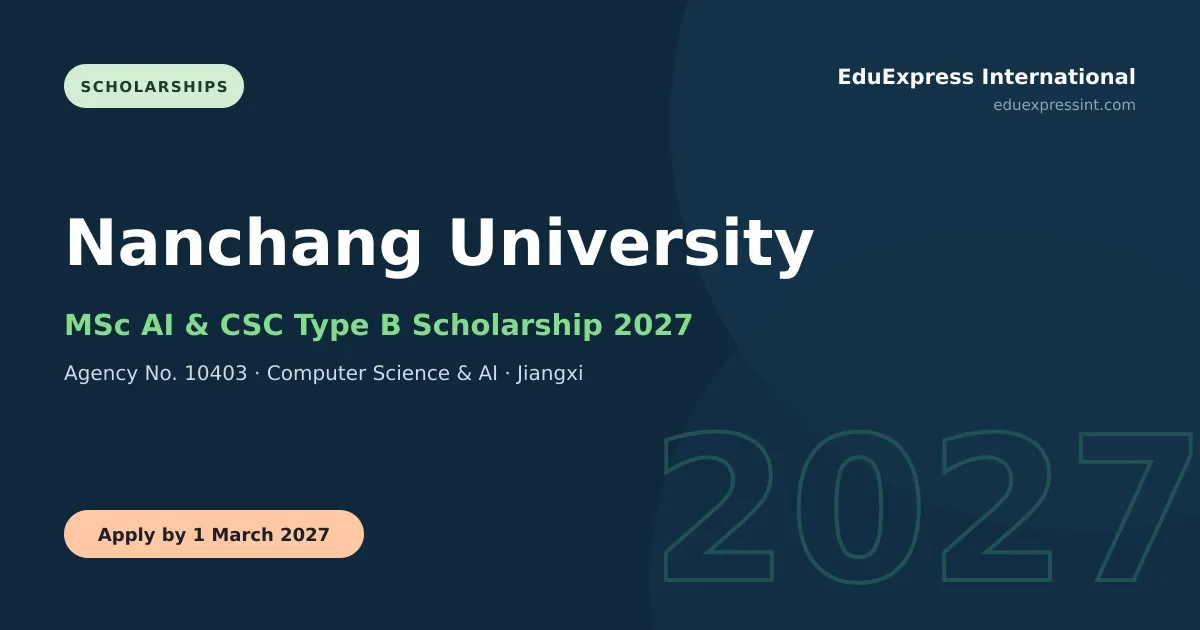 SCHOLARSHIPS
EduExpress International
eduexpressint.com
Nanchang University
MSc AI & CSC Type B Scholarship 2027
Agency No. 10403 · Computer Science & AI · Jiangxi
2027
Apply by 1 March 2027